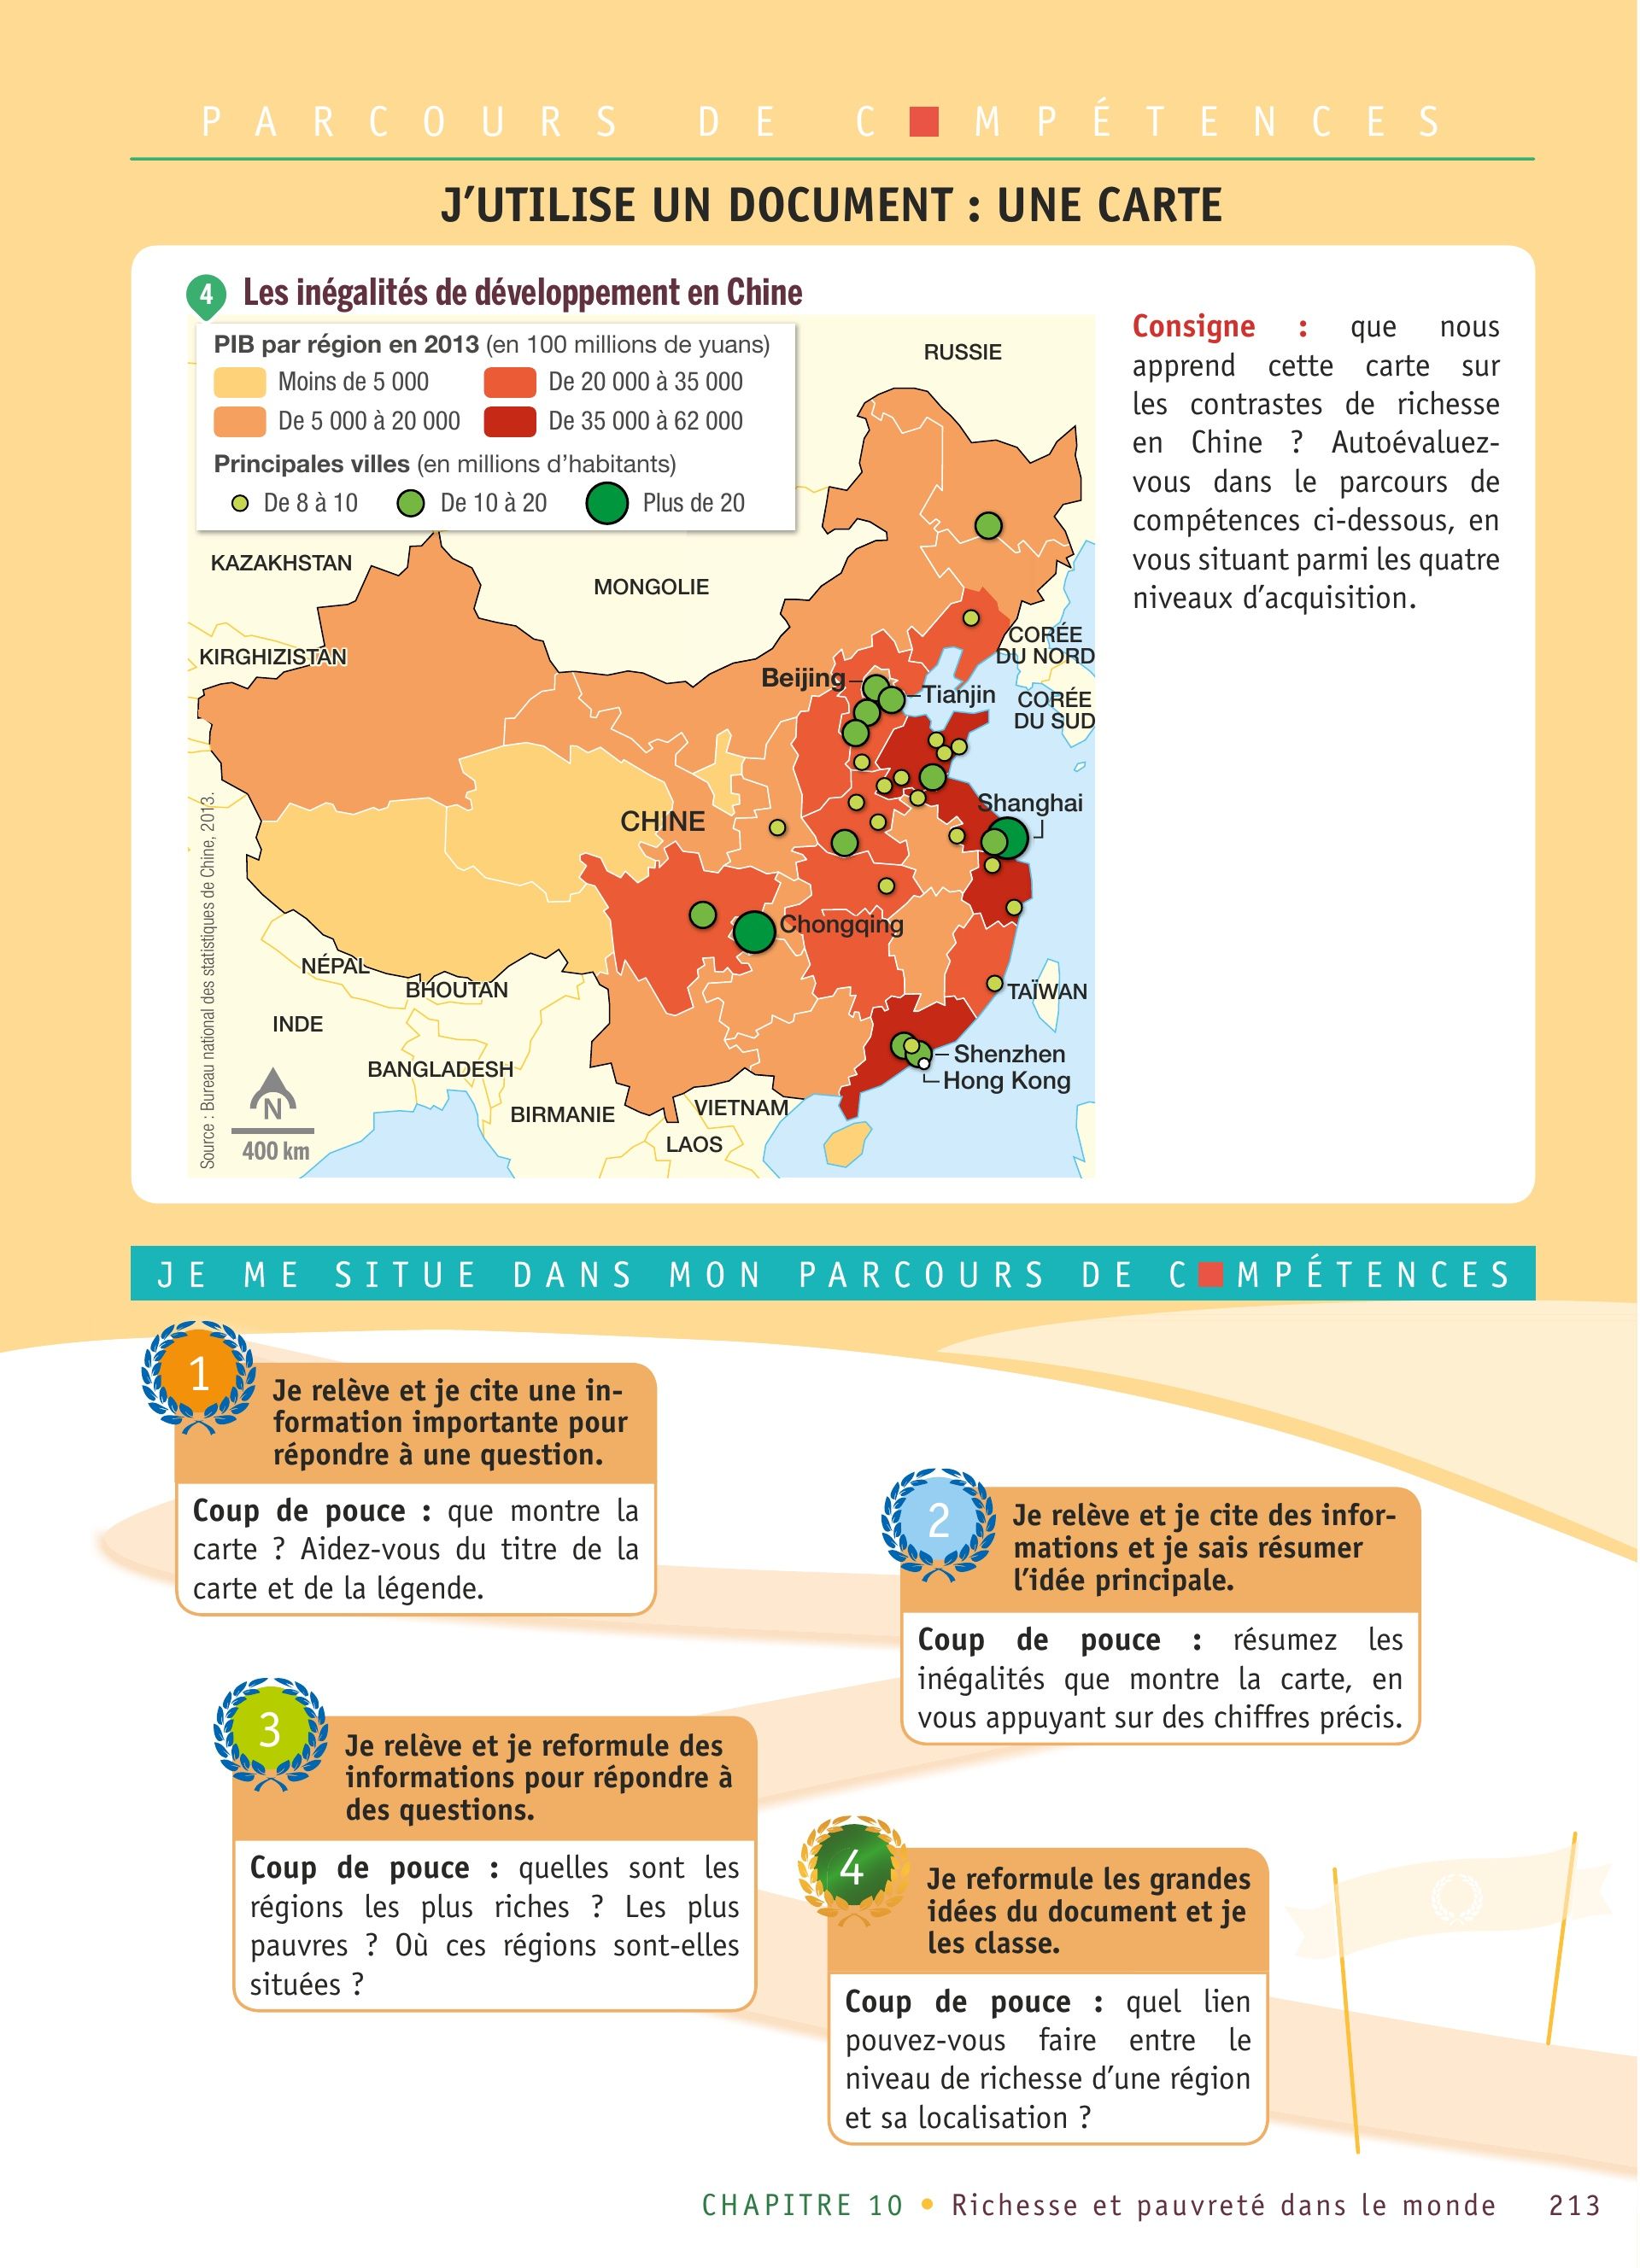 PARCOURS DE C■MPÉTENCES
J’UTILISE UN DOCUMENT : UNE CARTE
4 Les inégalités de développement en Chine
PIB par région en 2013 (en 100 millions de yuans)
Moins de 5 000
De 20 000 à 35 000
De 5 000 à 20 000
De 35 000 à 62 000
Principales villes (en millions d’habitants)
De 8 à 10
De 10 à 20
Plus de 20
RUSSIE
KAZAKHSTAN
MONGOLIE
KIRGHIZISTAN
CORÉE
DU NORD
Beijing
Tianjin
CORÉE
DU SUD
CHINE
Shanghai
Chongqing
NÉPAL
BHOUTAN
TAÏWAN
INDE
Shenzhen
BANGLADESH
Hong Kong
BIRMANIE
VIETNAM
LAOS
N
400 km
Source : Bureau national des statistiques de Chine, 2013.
Consigne : que nous
apprend cette carte sur
les contrastes de richesse
en Chine ? Autoévaluez-
vous dans le parcours de
compétences ci-dessous, en
vous situant parmi les quatre
niveaux d’acquisition.
JE ME SITUE DANS MON PARCOURS DE C■MPÉTENCES
1
Je relève et je cite une in-
formation importante pour
répondre à une question.
Coup de pouce : que montre la
carte ? Aidez-vous du titre de la
carte et de la légende.
2
Je relève et je cite des infor-
mations et je sais résumer
l’idée principale.
Coup de pouce : résumez les
inégalités que montre la carte, en
vous appuyant sur des chiffres précis.
3
Je relève et je reformule des
informations pour répondre à
des questions.
Coup de pouce : quelles sont les
régions les plus riches ? Les plus
pauvres ? Où ces régions sont-elles
situées ?
4
Je reformule les grandes
idées du document et je
les classe.
Coup de pouce : quel lien
pouvez-vous faire entre le
niveau de richesse d’une région
et sa localisation ?
CHAPITRE 10 • Richesse et pauvreté dans le monde 213